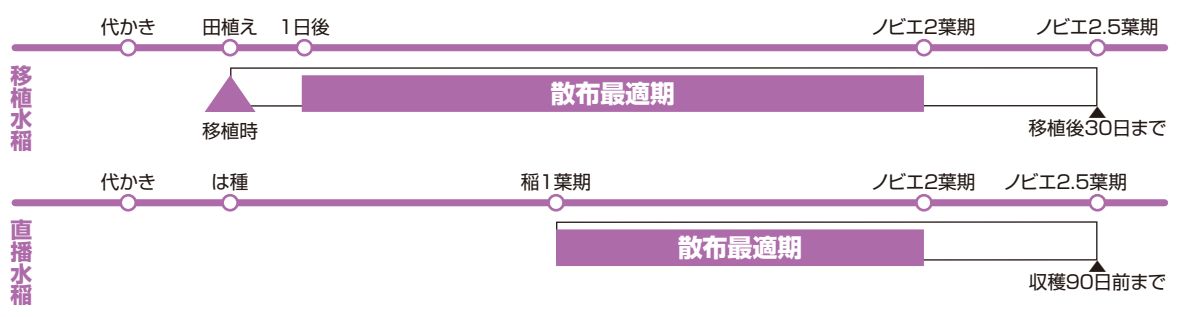 代かき
田植え
1日後
ノビエ2葉期
ノビエ2.5葉期
移植水稲
散布最適期
移植時
移植後30日まで
代かき
は種
稲1葉期
ノビエ2葉期
ノビエ2.5葉期
直播水稲
散布最適期
収穫90日前まで